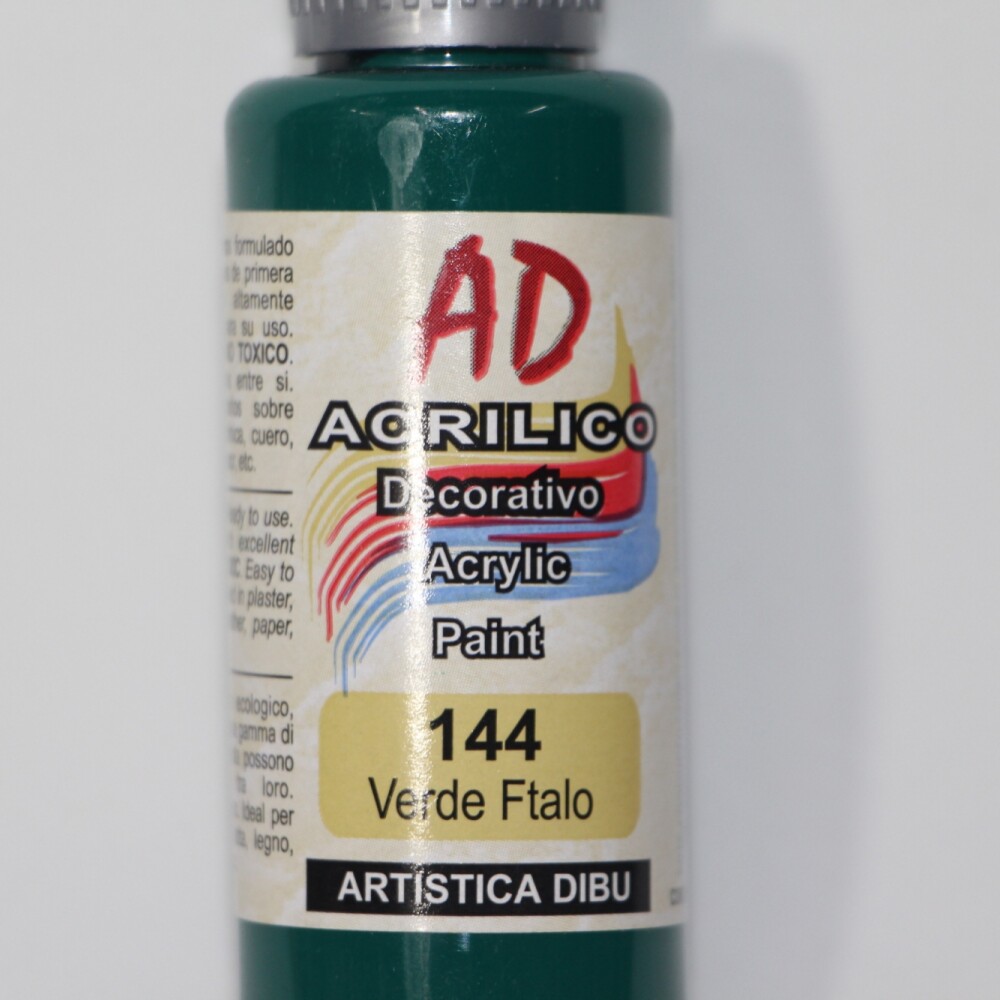 formulado
de primera
altamente
su uso.
TOXICO.
entre si.
sobre
cuero,
etc.
to use.
excellent
Easy to
in plaster,
paper,
ecologico,
gamma di
possono
loro.
Ideal per
legno,
AD
ACRILICO
Decorativo
Acrylic
Paint
144
Verde Ftalo
ARTISTICA DIBU